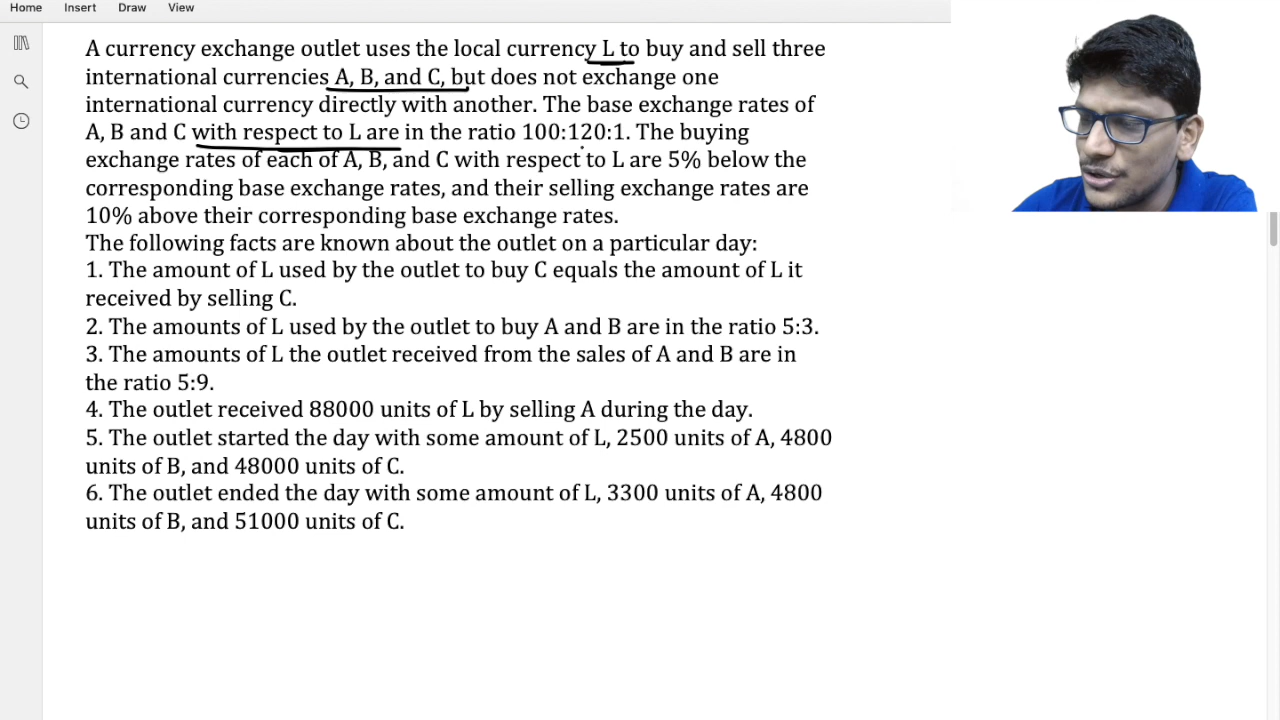 Home Insert Draw View
A currency exchange outlet uses the local currency L to buy and sell three
international currencies A, B, and C, but does not exchange one
international currency directly with another. The base exchange rates of
A, B and C with respect to L are in the ratio 100:120:1. The buying
exchange rates of each of A, B, and C with respect to L are 5% below the
corresponding base exchange rates, and their selling exchange rates are
10% above their corresponding base exchange rates.
The following facts are known about the outlet on a particular day:
1. The amount of L used by the outlet to buy C equals the amount of L it
received by selling C.
2. The amounts of L used by the outlet to buy A and B are in the ratio 5:3.
3. The amounts of L the outlet received from the sales of A and B are in
the ratio 5:9.
4. The outlet received 88000 units of L by selling A during the day.
5. The outlet started the day with some amount of L, 2500 units of A, 4800
units of B, and 48000 units of C.
6. The outlet ended the day with some amount of L, 3300 units of A, 4800
units of B, and 51000 units of C.